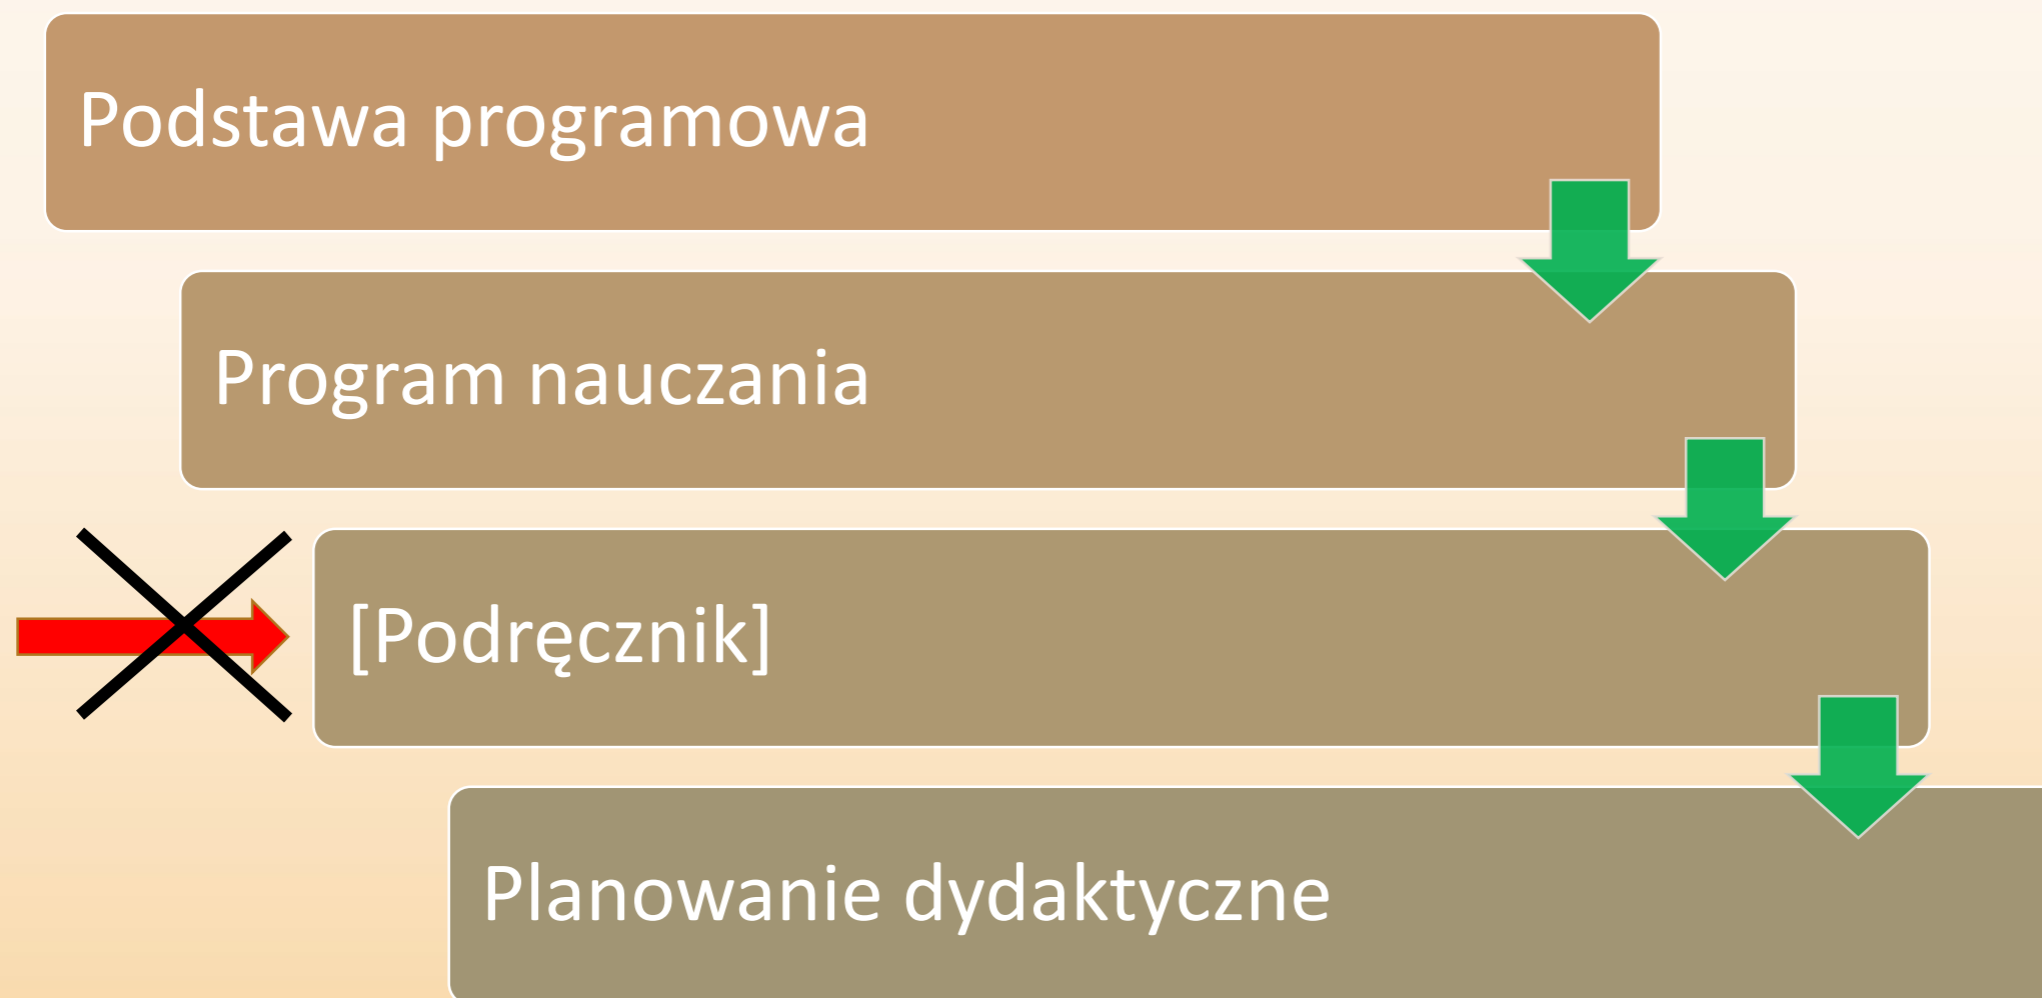 Podstawa programowa
Program nauczania
[Podręcznik]
Planowanie dydaktyczne